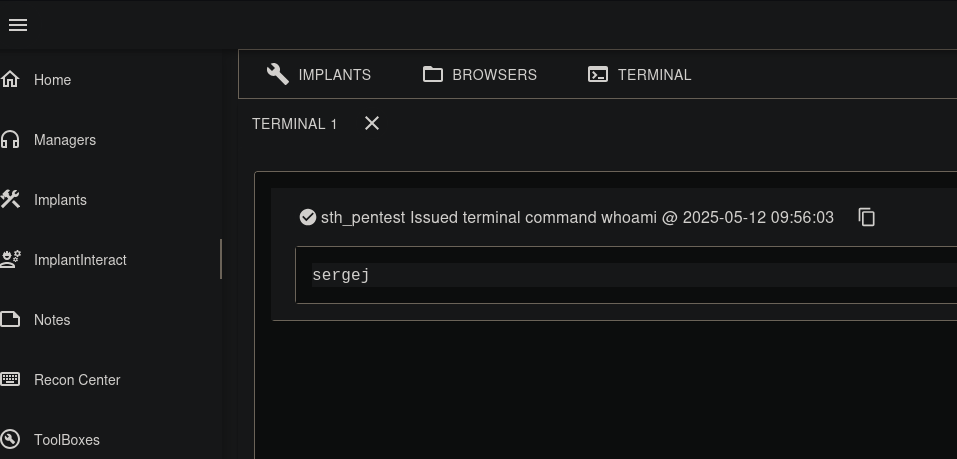 IMPLANTS BROWSERS TERMINAL
Home
TERMINAL 1
Managers
Implants
sth_pentest Issued terminal command whoami @ 2025-05-12 09:56:03
ImplantInteract
sergej
Notes
Recon Center
ToolBoxes